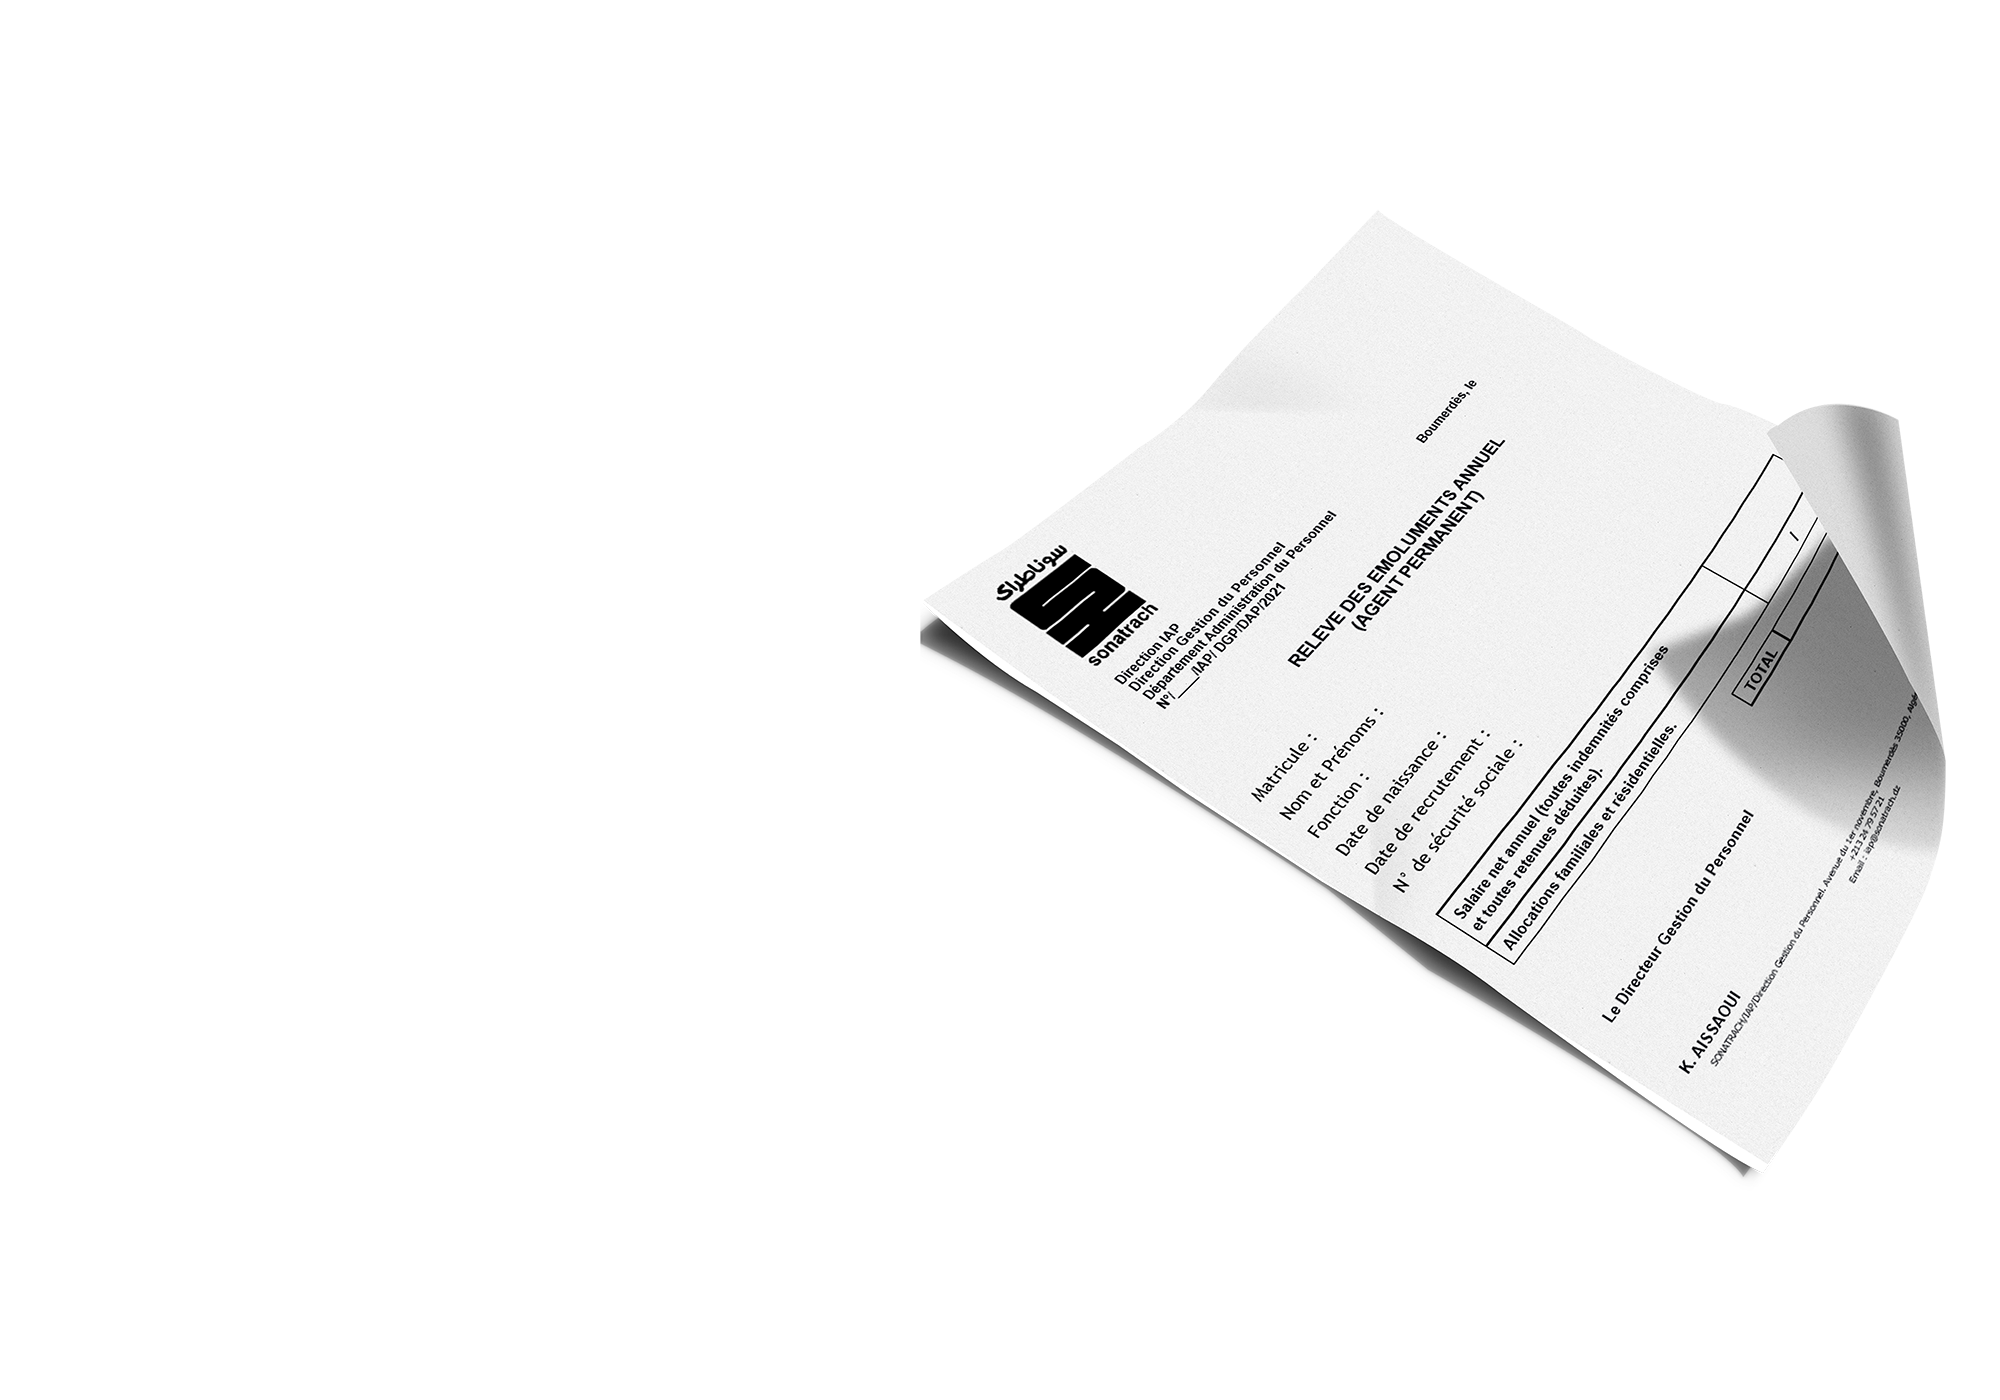 سوناطراك
sonatrach
Direction IAP
Direction Gestion du Personnel
Département Administration du Personnel
N°/___/IAP/ DGP/DAP/2021
Boumerdès, le
RELEVE DES EMOLUMENTS ANNUEL
(AGENT PERMANENT)
Matricule :
Nom et Prénoms :
Fonction :
Date de naissance :
Date de recrutement :
N° de sécurité sociale :
Salaire net annuel (toutes indemnités comprises
et toutes retenues déduites).
Allocations familiales et résidentielles.
/
TOTAL
Le Directeur Gestion du Personnel
K. AISSAOUI
SONATRACH/IAP/Direction Gestion du Personnel. Avenue du 1er novembre, Boumerdès 35000,
+213 24 79 57 21
Email : iap@sonatrach.dz